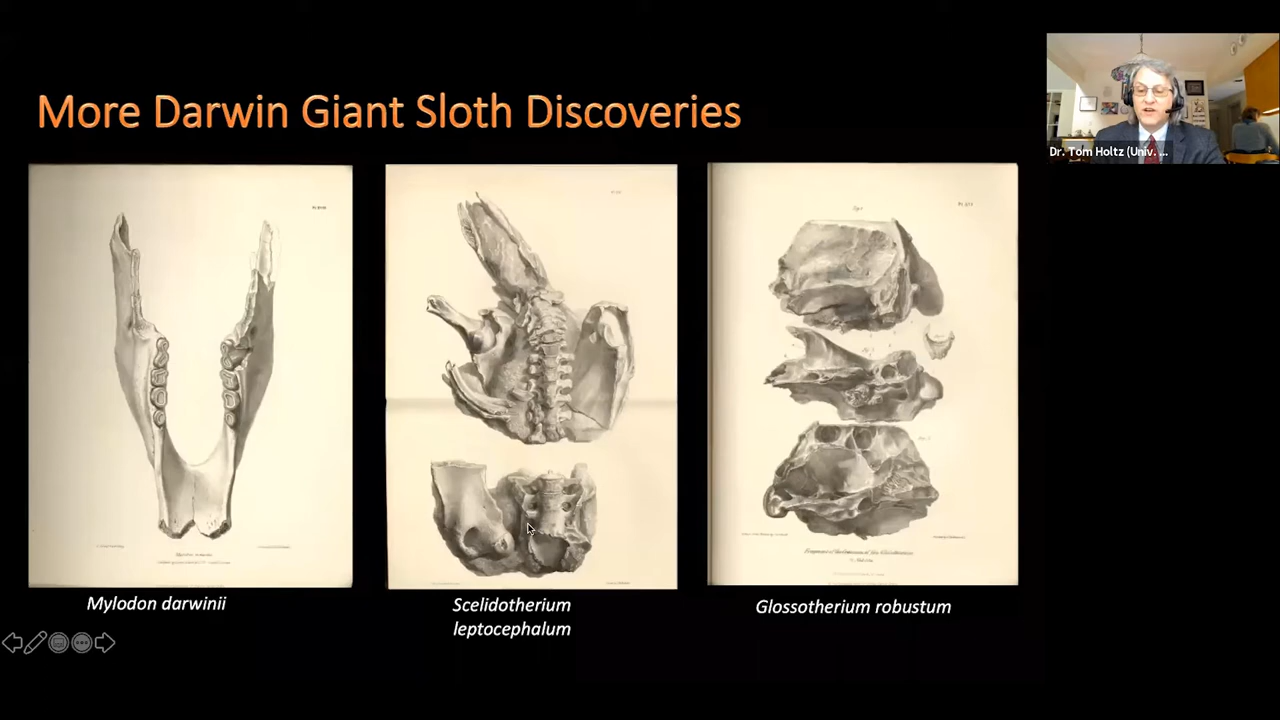 More Darwin Giant Sloth Discoveries
Dr. Tom Holtz (Univ. ...
Mylodon darwinii
Scelidotherium
leptocephalum
Glossotherium robustum